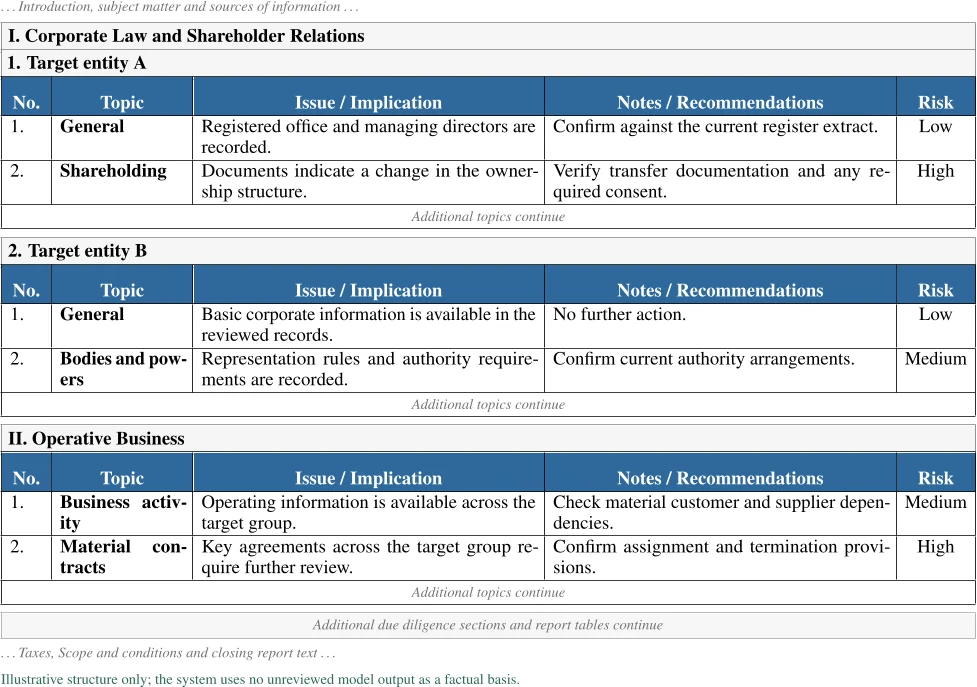 . . . Introduction, subject matter and sources of information . . .
I. Corporate Law and Shareholder Relations
1. Target entity A
No. Topic Issue / Implication Notes / Recommendations Risk
1. General Registered office and managing directors are Confirm against the current register extract. Low
recorded.
2. Shareholding Documents indicate a change in the owner- Verify transfer documentation and any re- High
ship structure. quired consent.
Additional topics continue
2. Target entity B
No. Topic Issue / Implication Notes / Recommendations Risk
1. General Basic corporate information is available in the No further action. Low
reviewed records.
2. Bodies and pow- Representation rules and authority require- Confirm current authority arrangements. Medium
ers ments are recorded.
Additional topics continue
II. Operative Business
No. Topic Issue / Implication Notes / Recommendations Risk
1. Business activ- Operating information is available across the Check material customer and supplier depen- Medium
ity target group. dencies.
2. Material con- Key agreements across the target group re- Confirm assignment and termination provi- High
tracts quire further review. sions.
Additional topics continue
Additional due diligence sections and report tables continue
. . . Taxes, Scope and conditions and closing report text . . .
Illustrative structure only; the system uses no unreviewed model output as a factual basis.